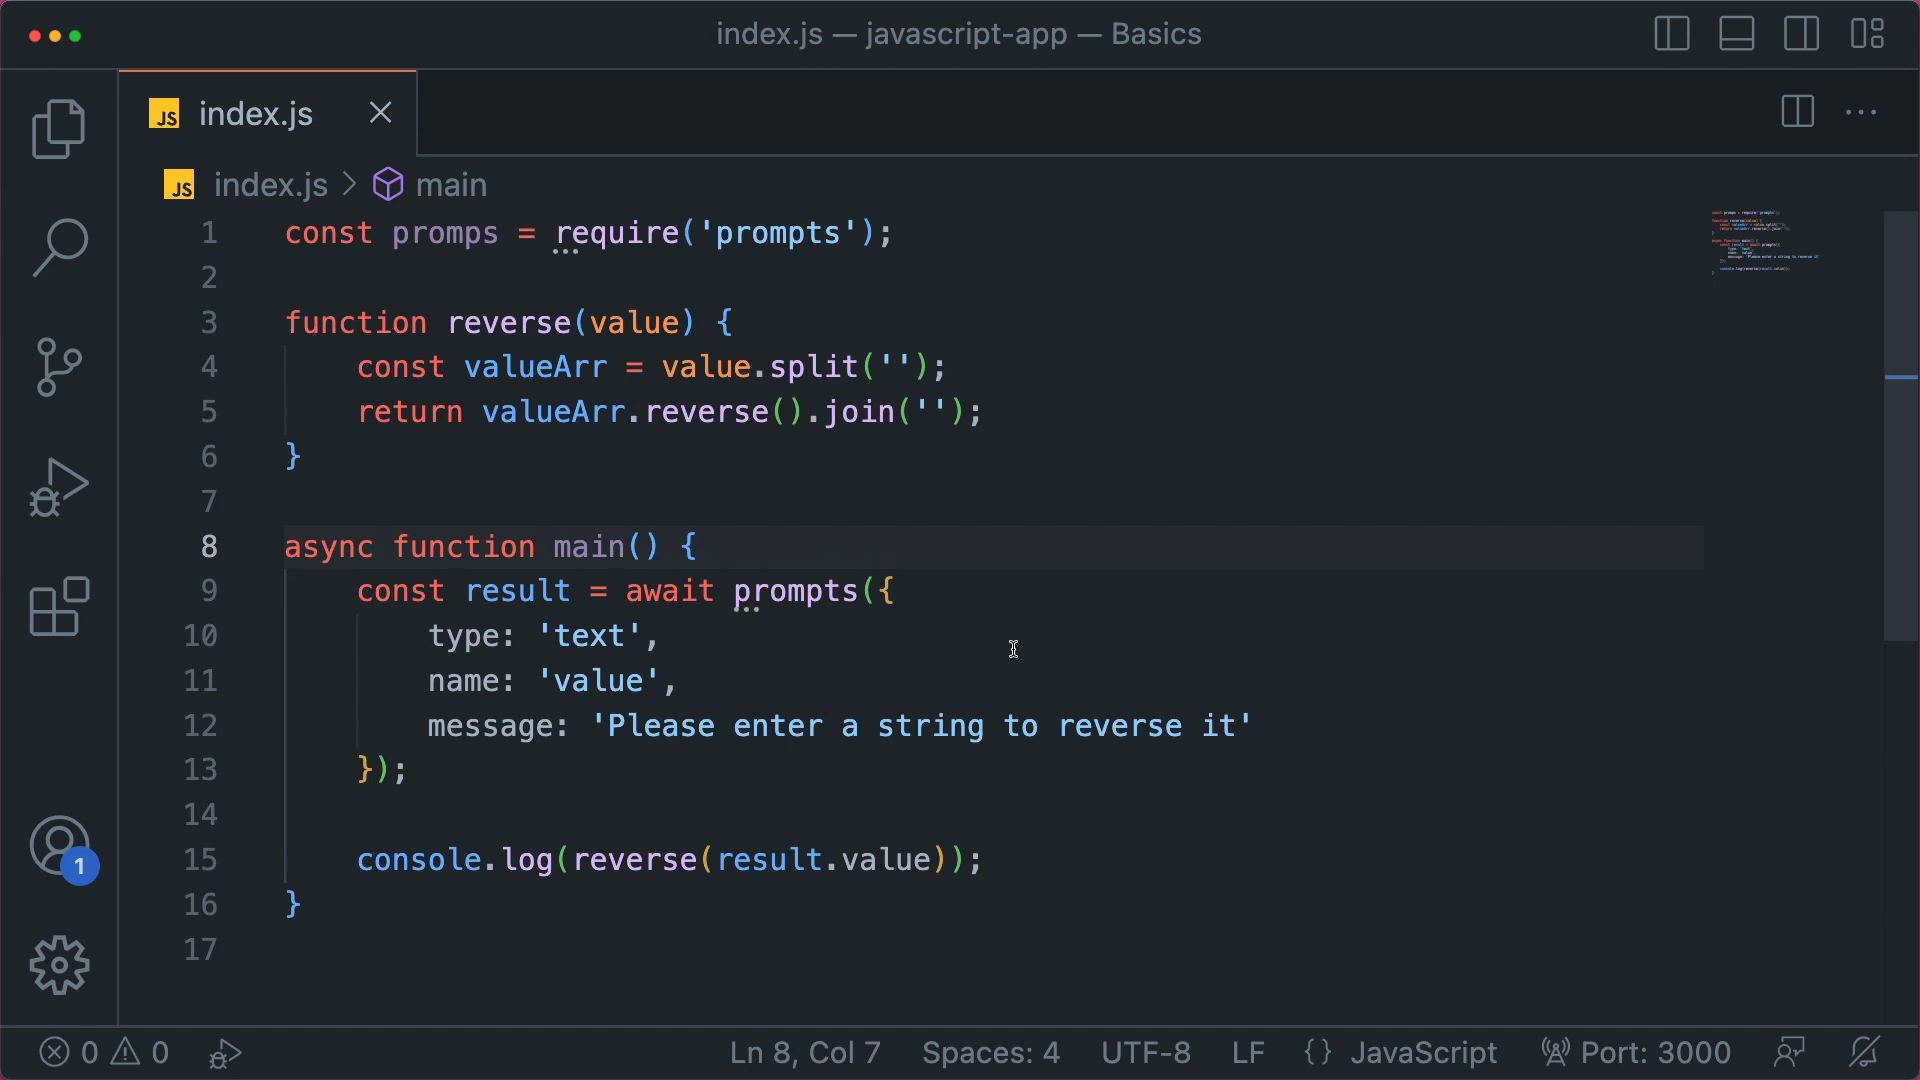 index.js — javascript-app — Basics
JS index.js
JS index.js > main
1 const promps = require('prompts');
2
3 function reverse(value) {
4 const valueArr = value.split('');
5 return valueArr.reverse().join('');
6 }
7
8 async function main() {
9 const result = await prompts({
10 type: 'text',
11 name: 'value',
12 message: 'Please enter a string to reverse it'
13 });
14
15 console.log(reverse(result.value));
16 }
17
1
0 0 Ln 8, Col 7 Spaces: 4 UTF-8 LF {} JavaScript Port: 3000